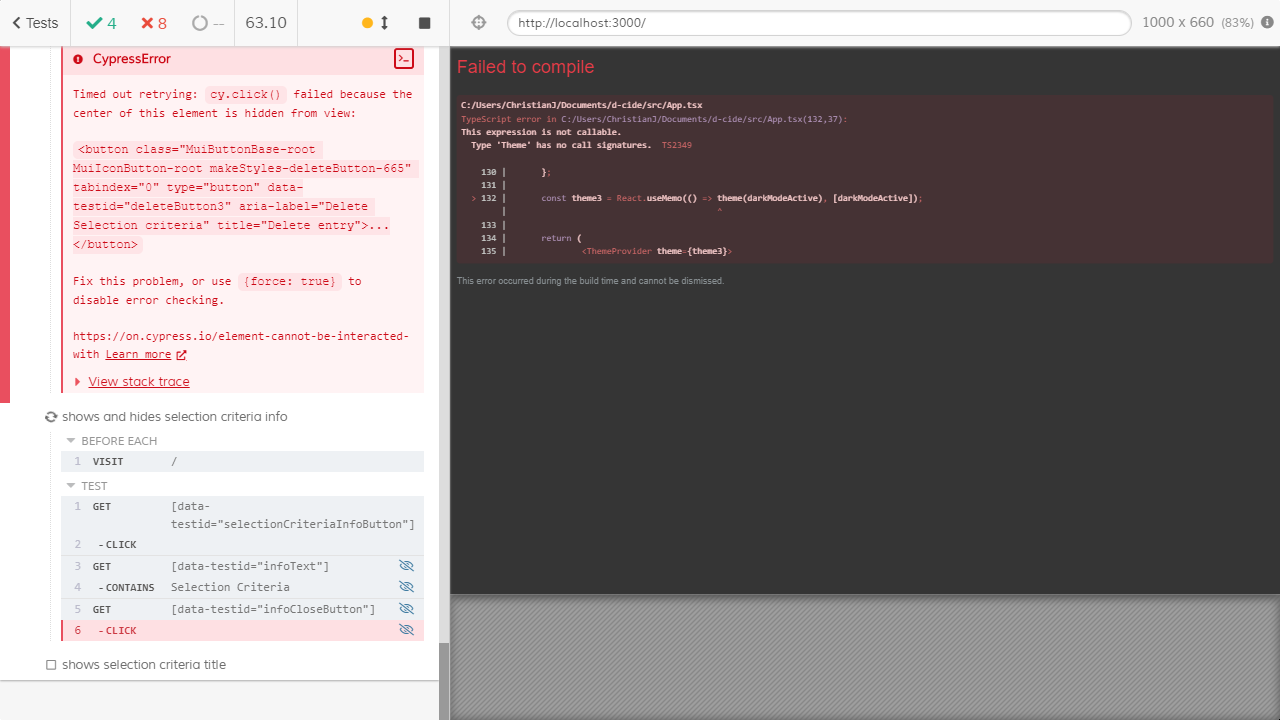 Tests
4
8
--
63.10
http://localhost:3000/
1000 x 660 (83%)
CypressError
Timed out retrying: cy.click() failed because the
center of this element is hidden from view:
<button class="MuiButtonBase-root
MuiIconButton-root makeStyles-deleteButton-665"
tabindex="0" type="button" data-
testid="deleteButton3" aria-label="Delete
Selection criteria" title="Delete entry">...
</button>
Fix this problem, or use {force: true} to
disable error checking.
https://on.cypress.io/element-cannot-be-interacted-
with Learn more
View stack trace
shows and hides selection criteria info
BEFORE EACH
1 VISIT /
TEST
1 GET [data-
testid="selectionCriteriaInfoButton"]
2 -CLICK
3 GET [data-testid="infoText"]
4 -CONTAINS Selection Criteria
5 GET [data-testid="infoCloseButton"]
6 -CLICK
shows selection criteria title
Failed to compile
C:/Users/ChristianJ/Documents/d-cide/src/App.tsx
TypeScript error in C:/Users/ChristianJ/Documents/d-cide/src/App.tsx(132,37):
This expression is not callable.
Type 'Theme' has no call signatures.  TS2349
130 |     };
131 |
> 132 |     const theme3 = React.useMemo(() => theme(darkModeActive), [darkModeActive]);
|                                         ^
133 |
134 |     return (
135 |         <ThemeProvider theme={theme3}>
This error occurred during the build time and cannot be dismissed.